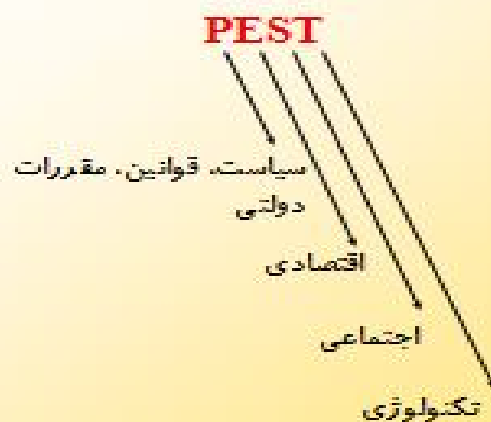 PEST
سیاست، قوانین، مقررات
دولتی
اقتصادی
اجتماعی
تکنولوژی